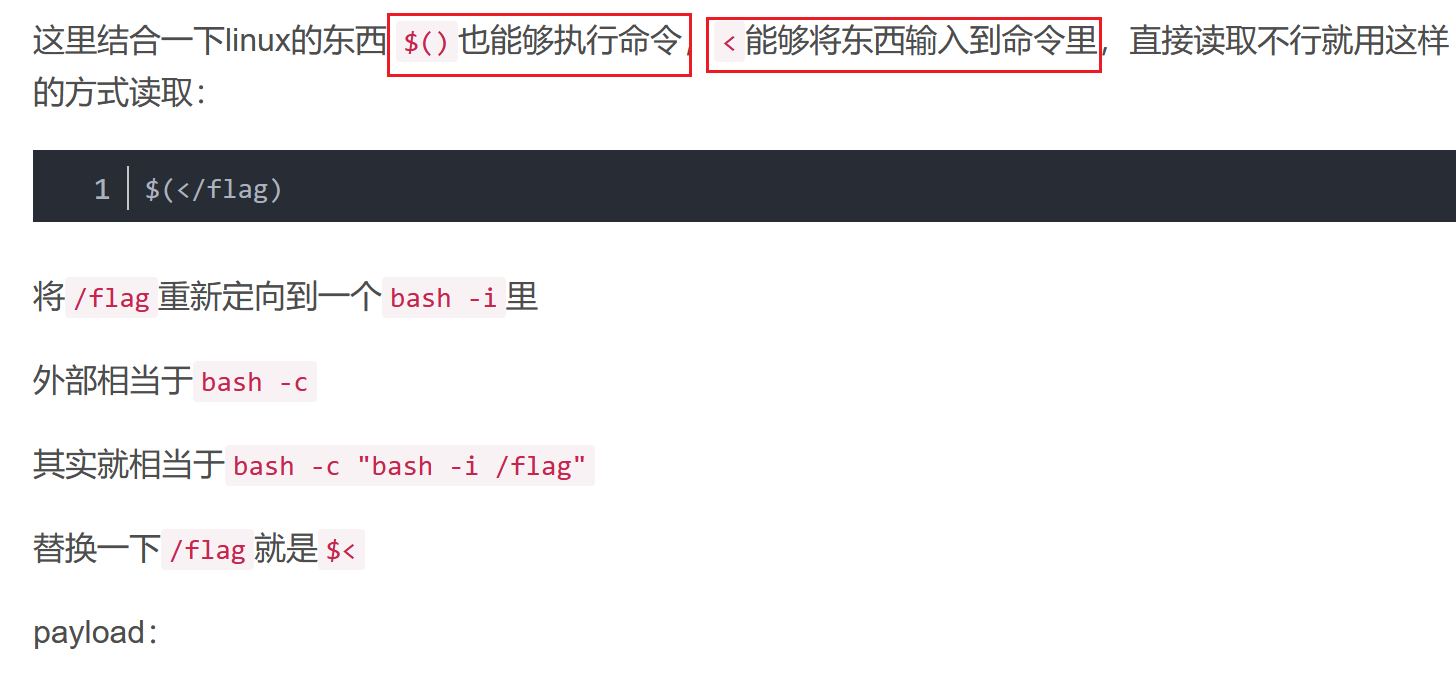 这里结合一下linux的东西 $() 也能够执行命令，< 能够将东西输入到命令里，直接读取不行就用这样
的方式读取：
1 $(</flag)
将 /flag 重新定向到一个 bash -i 里
外部相当于 bash -c
其实就相当于 bash -c "bash -i /flag"
替换一下 /flag 就是 $<
payload：